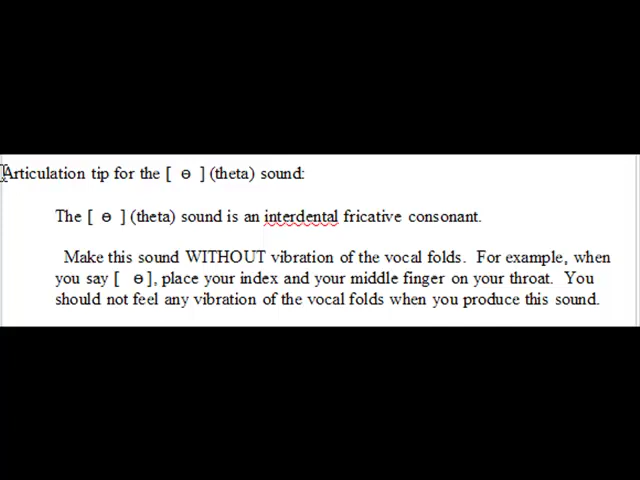 Articulation tip for the [ ɵ ] (theta) sound:
The [ ɵ ] (theta) sound is an interdental fricative consonant.
Make this sound WITHOUT vibration of the vocal folds. For example, when
you say [ ɵ], place your index and your middle finger on your throat. You
should not feel any vibration of the vocal folds when you produce this sound.